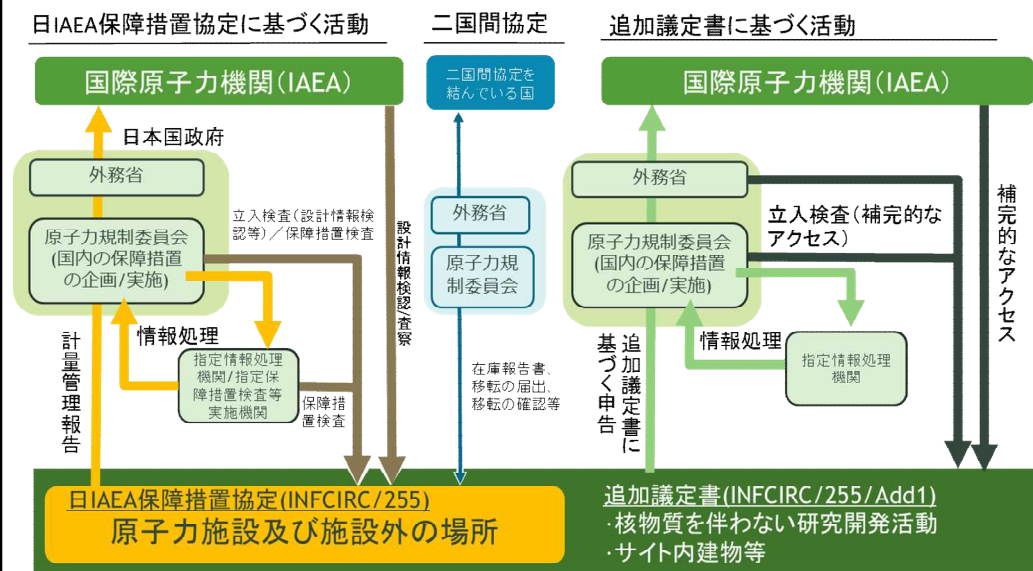 日IAEA保障措置協定に基づく活動
国際原子力機関(IAEA)
日本国政府
外務省
原子力規制委員会
(国内の保障措置
の企画/実施)
立入検査(設計情報検
認等)/保障措置検査
設計情報検認/査察
計量管理報告
情報処理
指定情報処理
機関/指定保
障措置検査等
実施機関
保障措
置検査
二国間協定
二国間協定を
結んでいる国
外務省
原子力規
制委員会
在庫報告書、
移転の届出、
移転の確認等
日IAEA保障措置協定(INFCIRC/255)
原子力施設及び施設外の場所
追加議定書に基づく活動
国際原子力機関(IAEA)
外務省
原子力規制委員会
(国内の保障措置
の企画/実施)
立入検査(補完的な
アクセス)
補完的なアクセス
情報処理
指定情報処理
機関
追加議定書に
基づく申告
追加議定書(INFCIRC/255/Add1)
・核物質を伴わない研究開発活動
・サイト内建物等